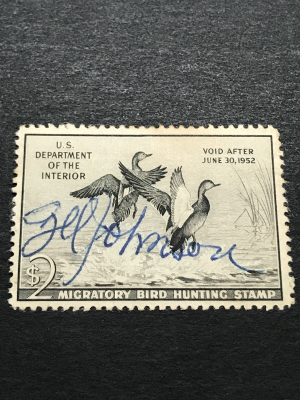 U.S.
DEPARTMENT
OF THE
INTERIOR
VOID AFTER
JUNE 30, 1952
Johnson
$2
MIGRATORY BIRD HUNTING STAMP